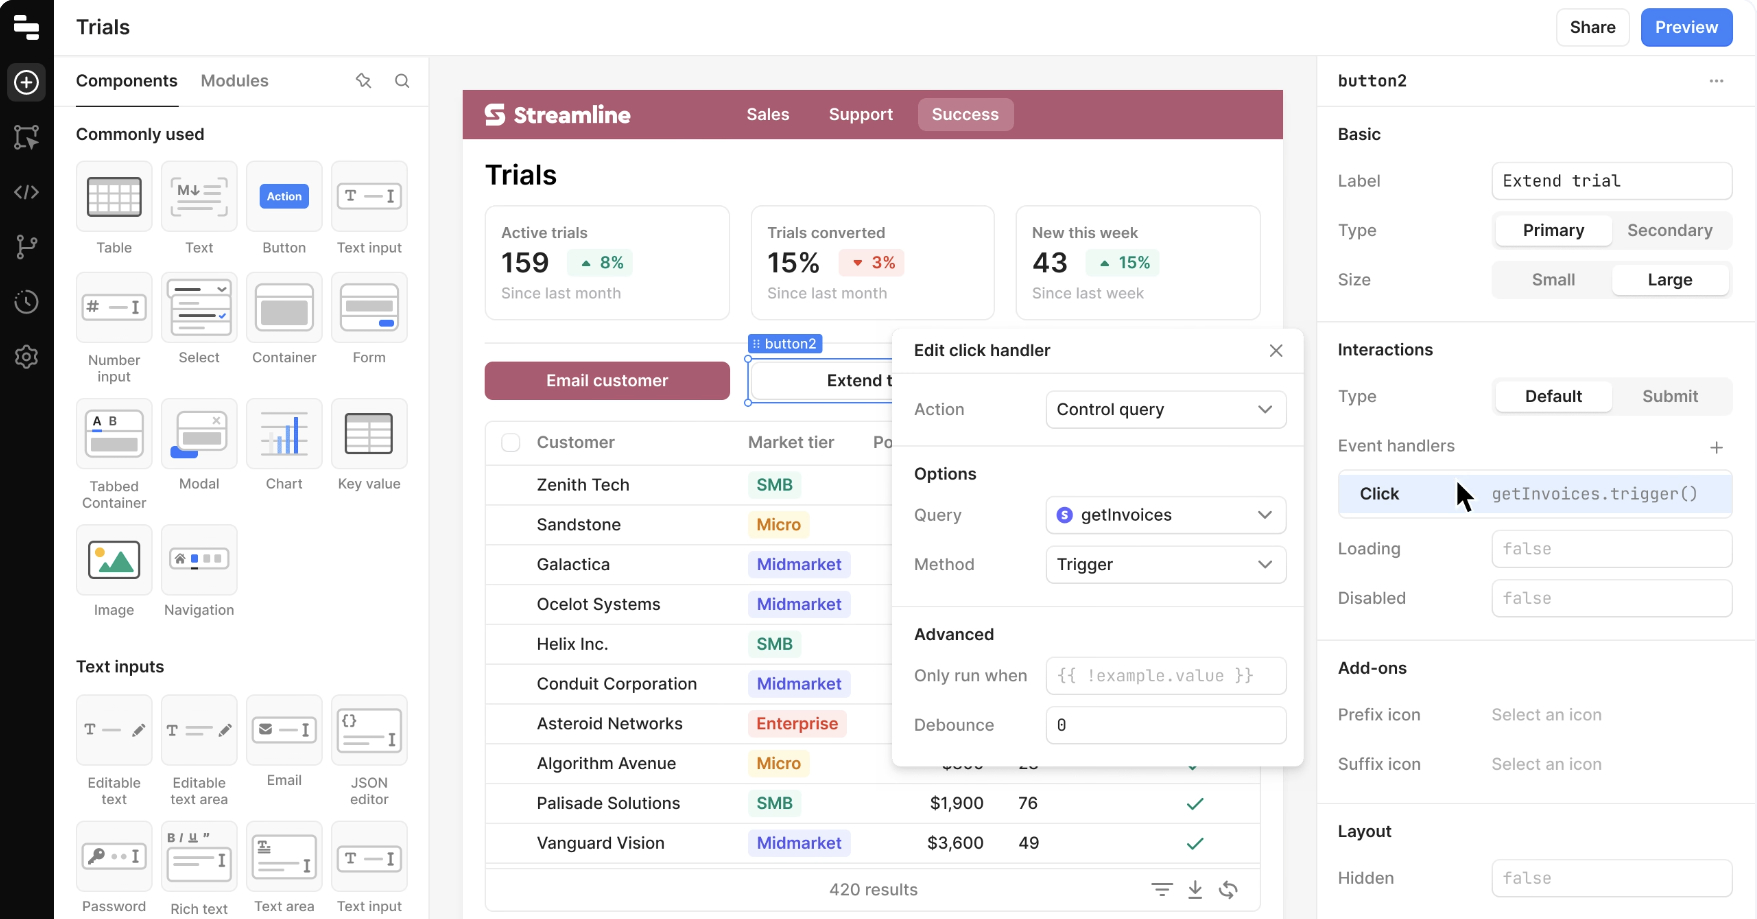 Trials
Share
Preview
Components
Modules
Commonly used
Table
M↓
Text
Action
Button
T
Text input
#
Number
input
Select
Container
Form
A B
Tabbed
Container
Modal
Chart
Key value
Image
Navigation
Text inputs
T
Editable
text
T
Editable
text area
Email
{}
JSON
editor
Password
B I U ”
Rich text
T
Text area
T
Text input
Streamline
Sales
Support
Success
Trials
Active trials
159
8%
Since last month
Trials converted
15%
3%
Since last month
New this week
43
15%
Since last week
button2
Email customer
Extend t
Customer
Market tier
Po
Zenith Tech
SMB
Sandstone
Micro
Galactica
Midmarket
Ocelot Systems
Midmarket
Helix Inc.
SMB
Conduit Corporation
Midmarket
Asteroid Networks
Enterprise
Algorithm Avenue
Micro
Palisade Solutions
SMB
$1,900
76
Vanguard Vision
Midmarket
$3,600
49
420 results
Edit click handler
Action
Control query
Options
Query
S
getInvoices
Method
Trigger
Advanced
Only run when
{{ !example.value }}
Debounce
0
button2
Basic
Label
Extend trial
Type
Primary
Secondary
Size
Small
Large
Interactions
Type
Default
Submit
Event handlers
Click
getInvoices.trigger()
Loading
false
Disabled
false
Add-ons
Prefix icon
Select an icon
Suffix icon
Select an icon
Layout
Hidden
false